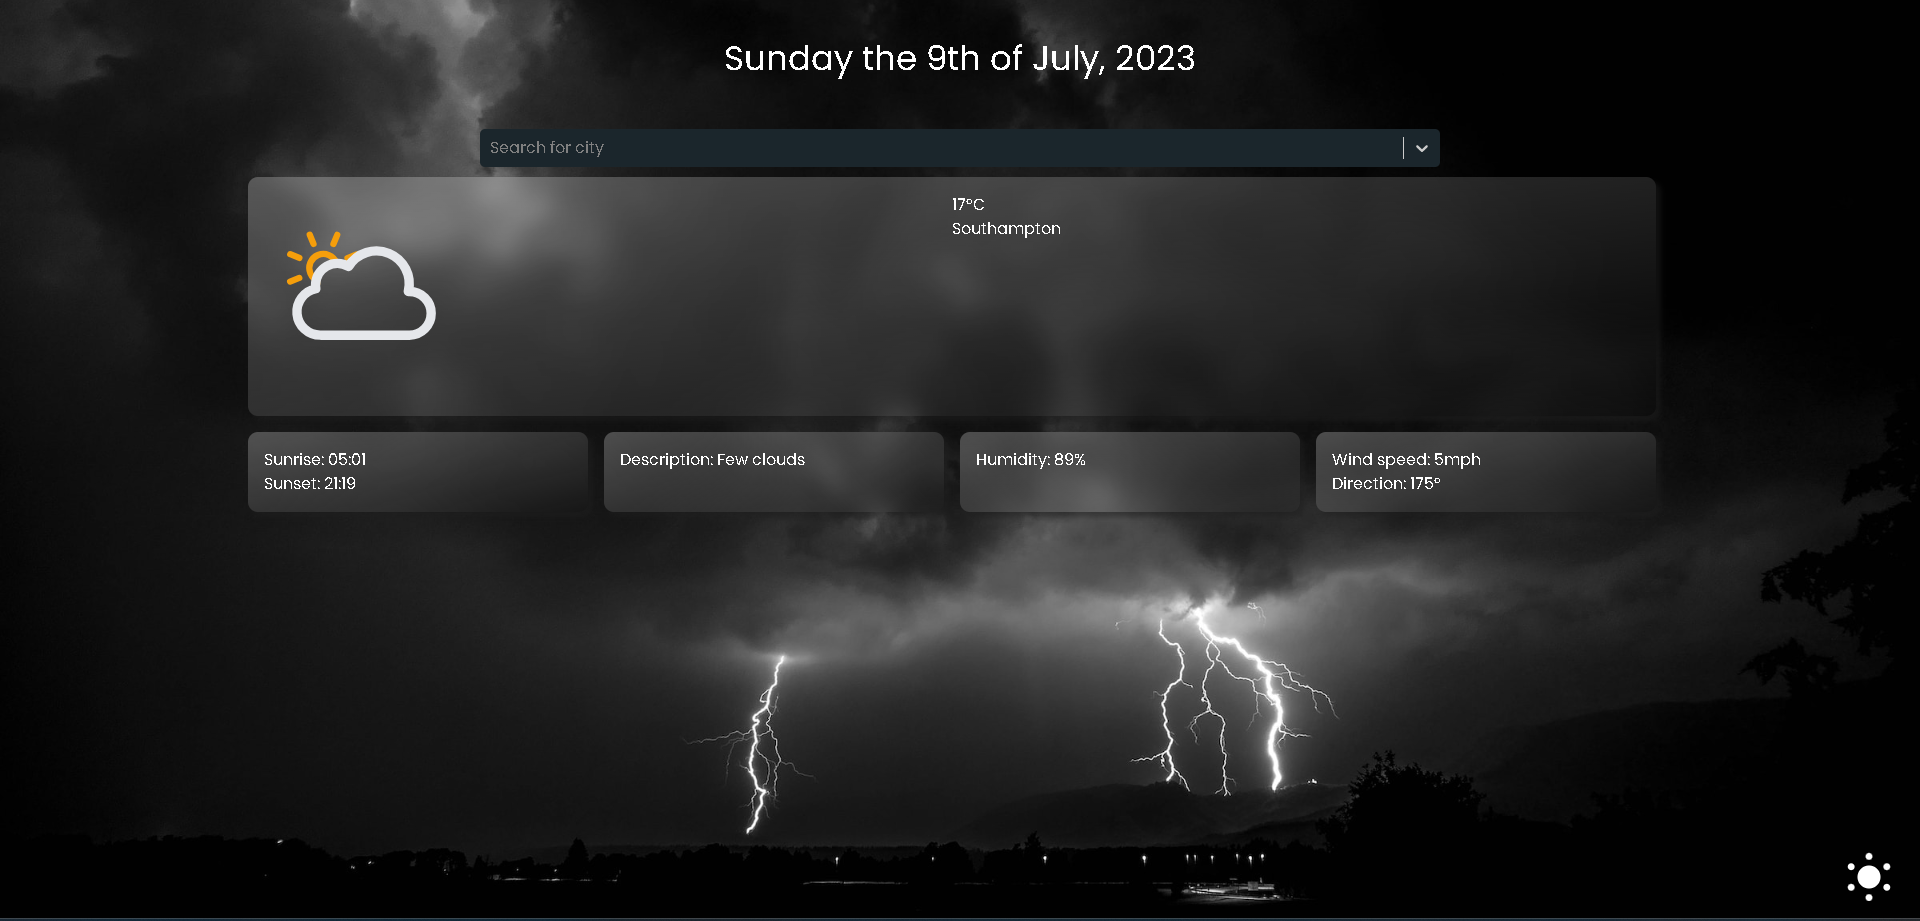 Sunday the 9th of July, 2023
Search for city
17°C
Southampton
Sunrise: 05:01
Sunset: 21:19
Description: Few clouds
Humidity: 89%
Wind speed: 5mph
Direction: 175°